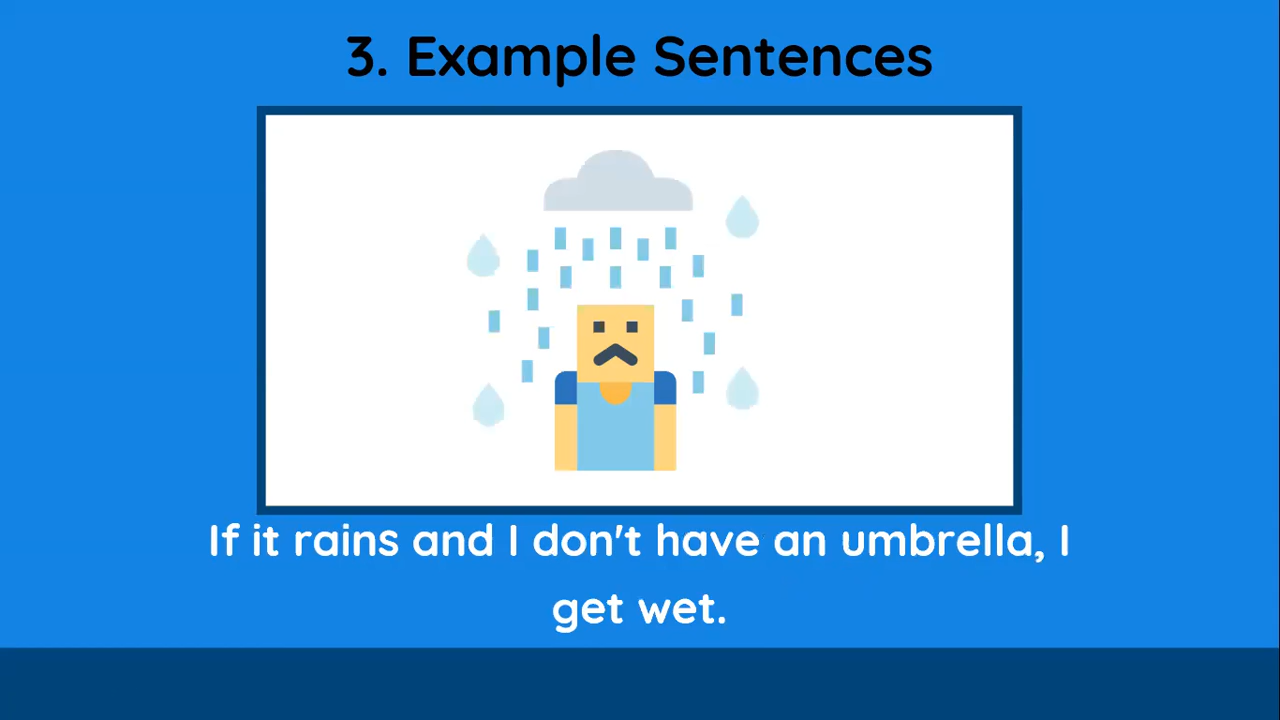 3. Example Sentences
If it rains and I don't have an umbrella, I
get wet.